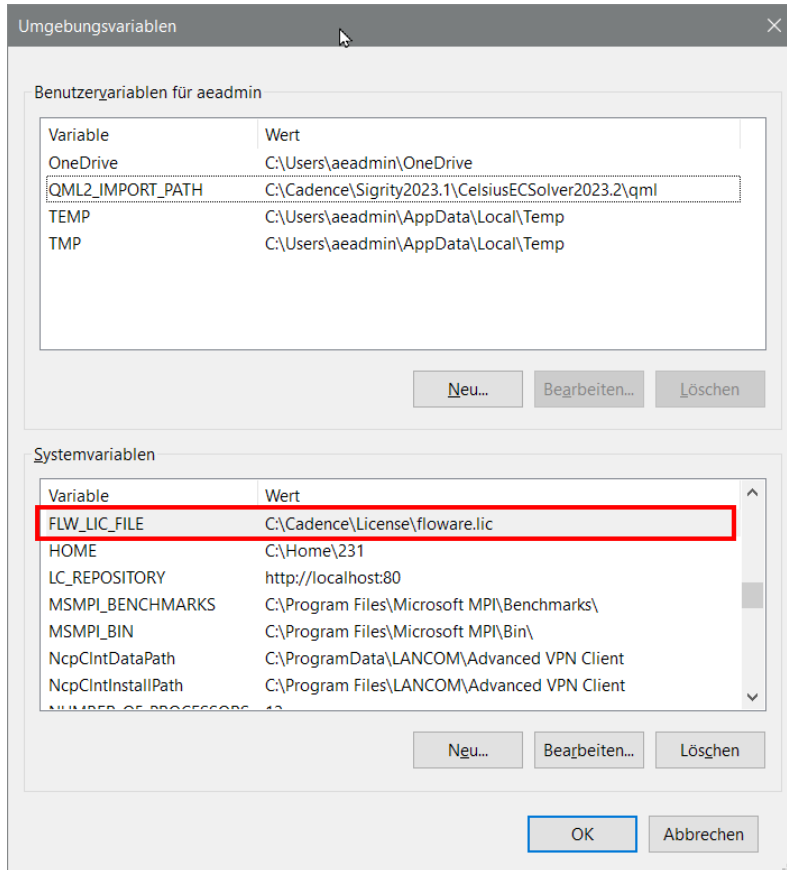 Umgebungsvariablen
Benutzervariablen für aeadmin
Variable Wert
OneDrive C:\Users\aeadmin\OneDrive
QML2_IMPORT_PATH C:\Cadence\Sigrity2023.1\CelsiusECSolver2023.2\qml
TEMP C:\Users\aeadmin\AppData\Local\Temp
TMP C:\Users\aeadmin\AppData\Local\Temp
Neu... Bearbeiten... Löschen
Systemvariablen
Variable Wert
FLW_LIC_FILE C:\Cadence\License\floware.lic
HOME C:\Home\231
LC_REPOSITORY http://localhost:80
MSMPI_BENCHMARKS C:\Program Files\Microsoft MPI\Benchmarks\
MSMPI_BIN C:\Program Files\Microsoft MPI\Bin\
NcpClntDataPath C:\ProgramData\LANCOM\Advanced VPN Client
NcpClntInstallPath C:\Program Files\LANCOM\Advanced VPN Client
NUMBER_OF_PROCESSORS 12
Neu... Bearbeiten... Löschen
OK Abbrechen